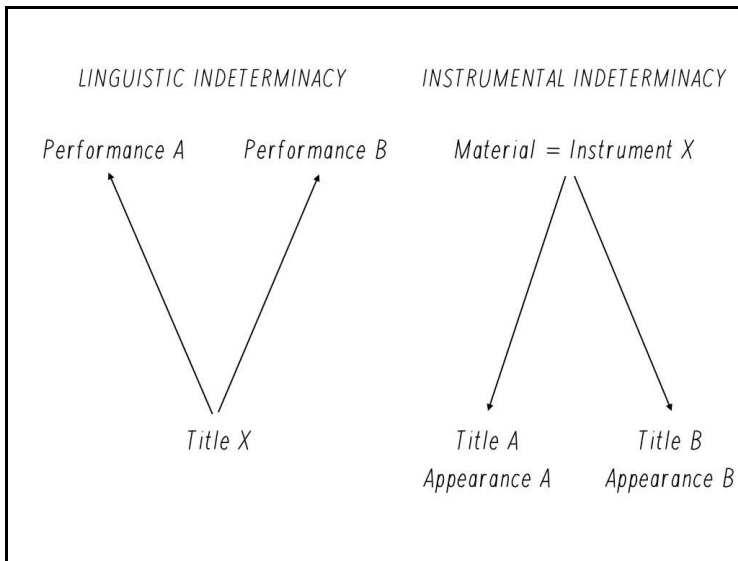 LINGUISTIC INDETERMINACY
Performance A
Performance B
Title X
INSTRUMENTAL INDETERMINACY
Material = Instrument X
Title A
Appearance A
Title B
Appearance B